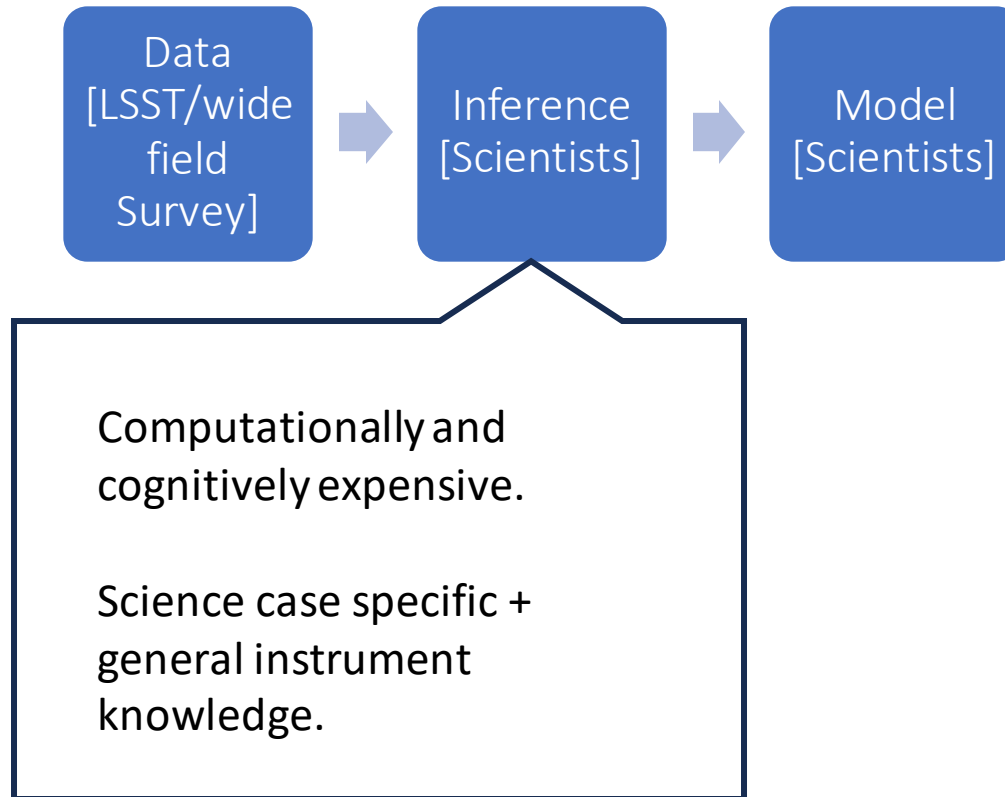 Data
[LSST/wide
field
Survey]
Inference
[Scientists]
Model
[Scientists]
Computationally and
cognitively expensive.
Science case specific +
general instrument
knowledge.